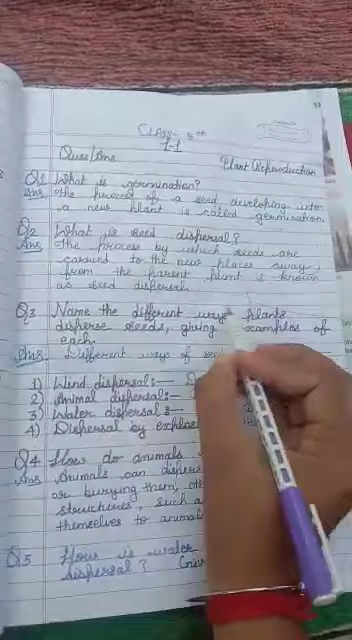 Class- 5th
L-1
Questions
Plant Reproduction
Q1 What is germination?
Ans The process of a seed developing into
a new plant is called germination
Q2 What is seed dispersal?
Ans The process by which seeds are
carried to the new places away
from the parent plant is known
as seed dispersal.
Q3 Name the different ways plants
disperse seeds, giving examples of
each.
Ans. Different ways of
1) Wind dispersal:-
2) Animal dispersal:-
3) Water dispersal:-
4) Dispersal by
Q4 How do animals
Ans Animals can
or burying them,
structures, such
themselves to
Q.5 How is water
dispersal?